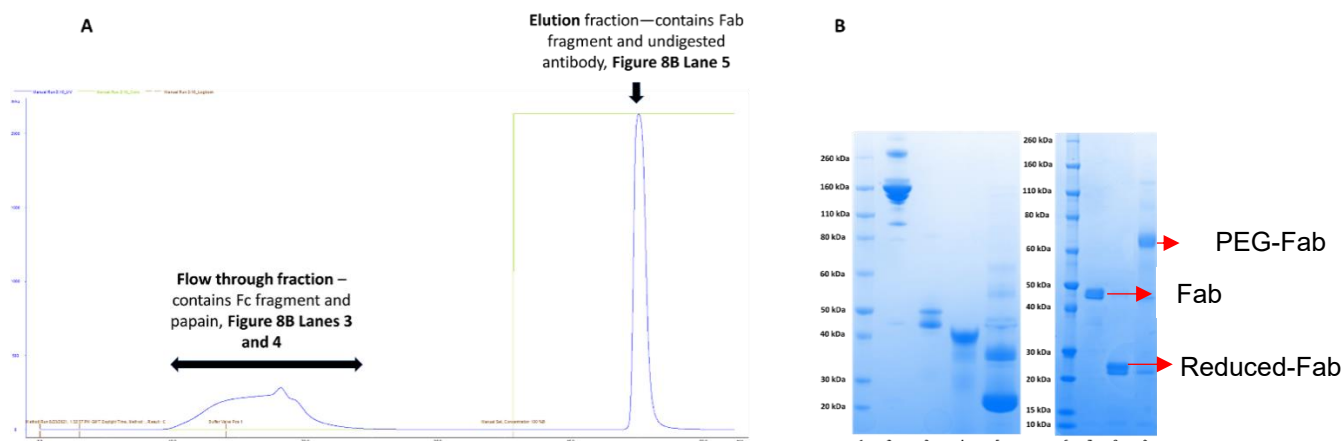 A
Elution fraction—contains Fab
fragment and undigested
antibody, Figure 8B Lane 5
B
Flow through fraction –
contains Fc fragment and
papain, Figure 8B Lanes 3
and 4
260 kDa
160 kDa
110 kDa
80 kDa
60 kDa
50 kDa
40 kDa
30 kDa
20 kDa
260 kDa
160 kDa
110 kDa
80 kDa
60 kDa
50 kDa
40 kDa
30 kDa
20 kDa
15 kDa
10 kDa
PEG-Fab
Fab
Reduced-Fab